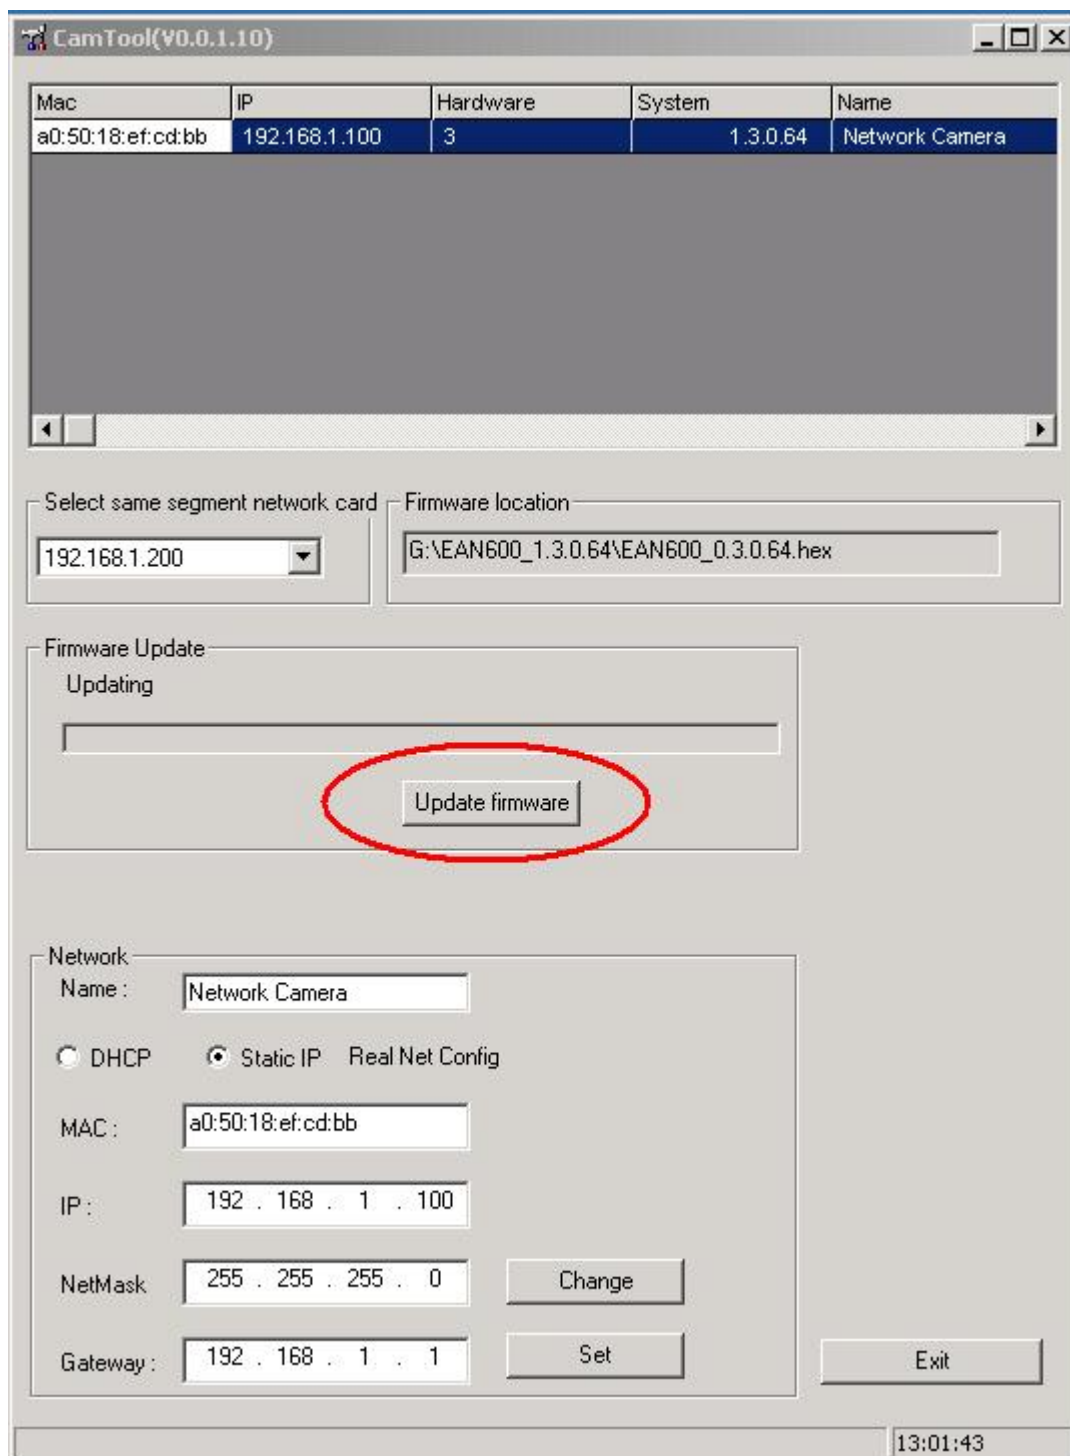 CamTool(V0.0.1.10)
Mac IP Hardware System Name
a0:50:18:ef:cd:bb 192.168.1.100 3 1.3.0.64 Network Camera
Select same segment network card Firmware location
192.168.1.200 G:\EAN600_1.3.0.64\EAN600_0.3.0.64.hex
Firmware Update
Updating
Update firmware
Network
Name : Network Camera
DHCP Static IP Real Net Config
MAC : a0:50:18:ef:cd:bb
IP : 192 . 168 . 1 . 100
NetMask 255 . 255 . 255 . 0 Change
Gateway : 192 . 168 . 1 . 1 Set Exit
13:01:43